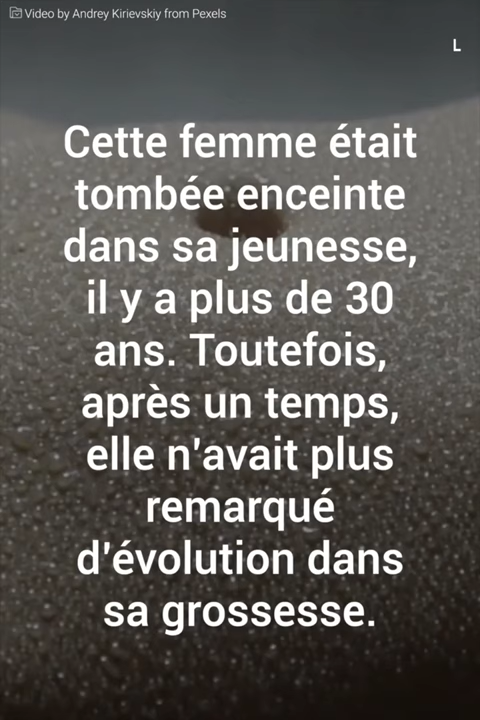 Video by Andrey Kirievskiy from Pexels
L
Cette femme était
tombée enceinte
dans sa jeunesse,
il y a plus de 30
ans. Toutefois,
après un temps,
elle n'avait plus
remarqué
d'évolution dans
sa grossesse.